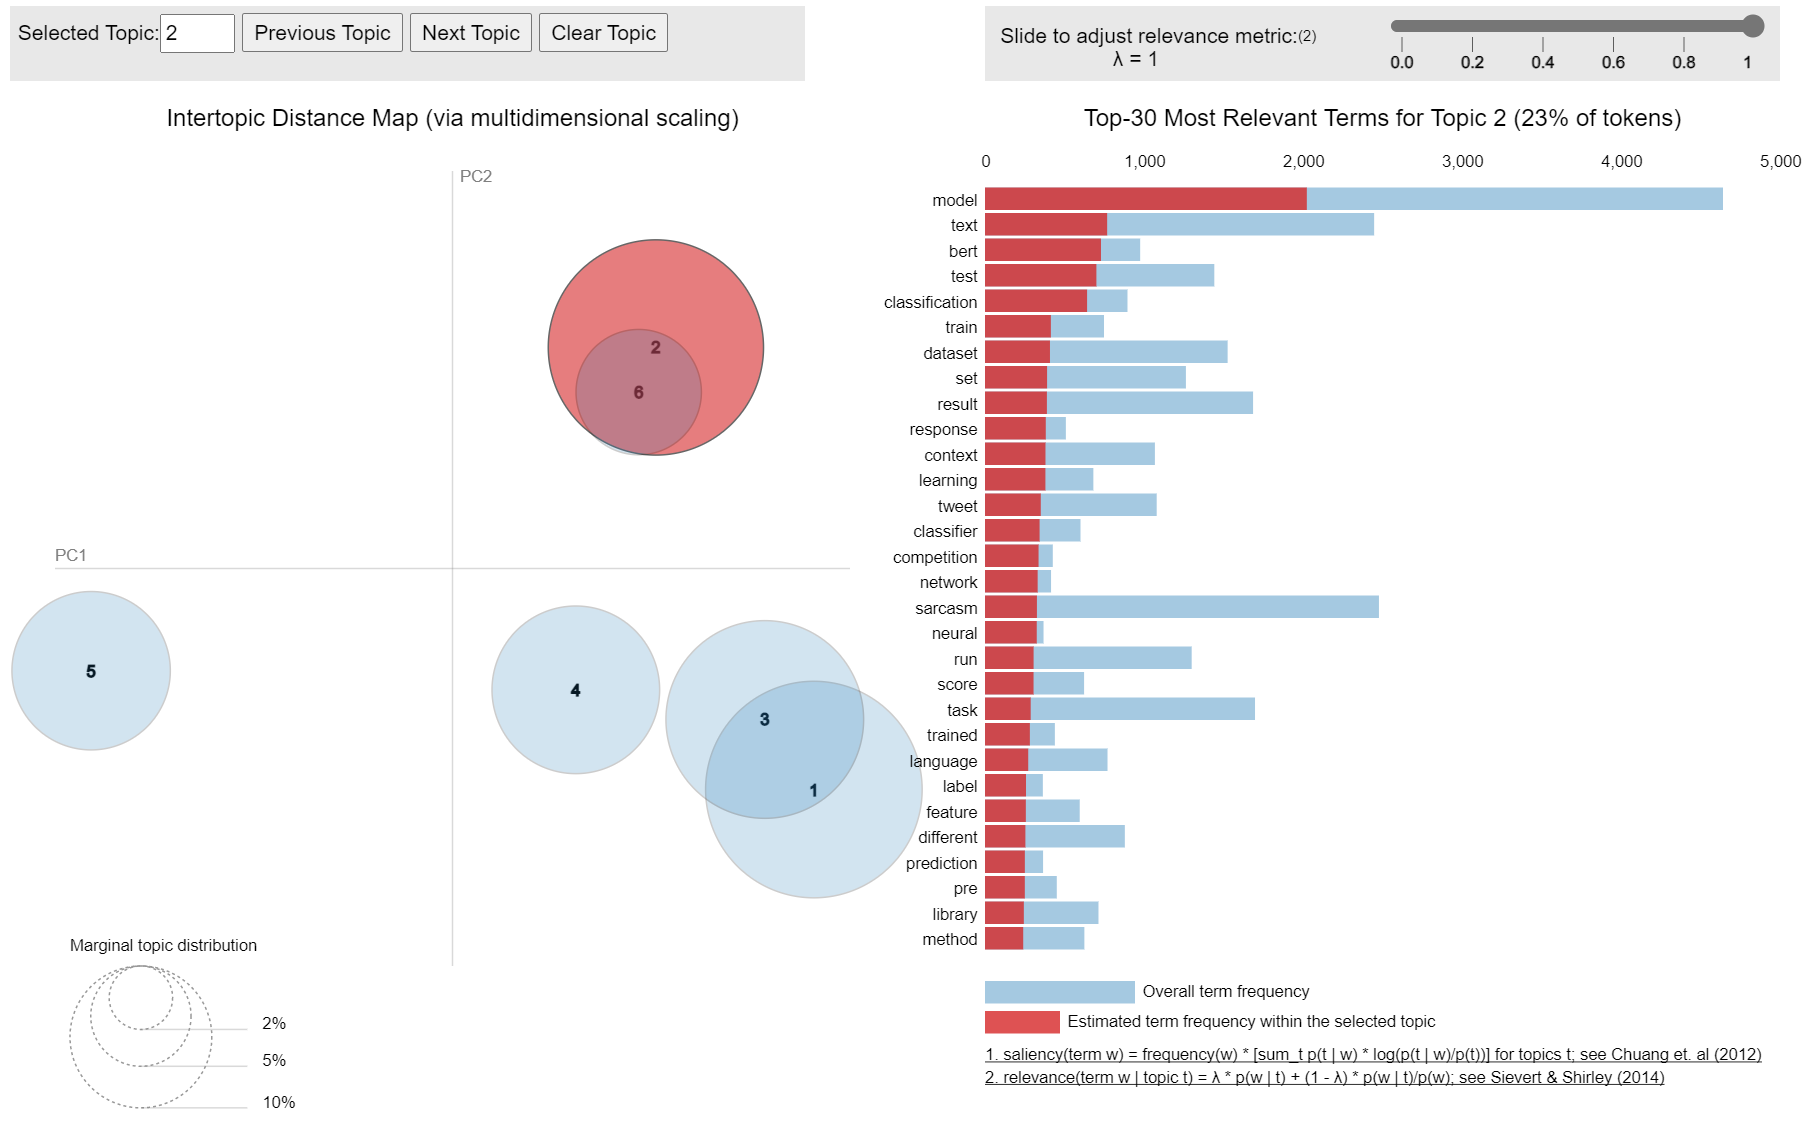 Selected Topic: 2 Previous Topic Next Topic Clear Topic
Slide to adjust relevance metric:(2)
λ = 1
0.0 0.2 0.4 0.6 0.8 1
Intertopic Distance Map (via multidimensional scaling)
PC2
PC1
2
6
5
4
3
1
Marginal topic distribution
2%
5%
10%
Top-30 Most Relevant Terms for Topic 2 (23% of tokens)
0 1,000 2,000 3,000 4,000 5,000
model
text
bert
test
classification
train
dataset
set
result
response
context
learning
tweet
classifier
competition
network
sarcasm
neural
run
score
task
trained
language
label
feature
different
prediction
pre
library
method
Overall term frequency
Estimated term frequency within the selected topic
1. saliency(term w) = frequency(w) * [sum_t p(t | w) * log(p(t | w)/p(t))] for topics t; see Chuang et. al (2012)
2. relevance(term w | topic t) = λ * p(w | t) + (1 - λ) * p(w | t)/p(w); see Sievert & Shirley (2014)